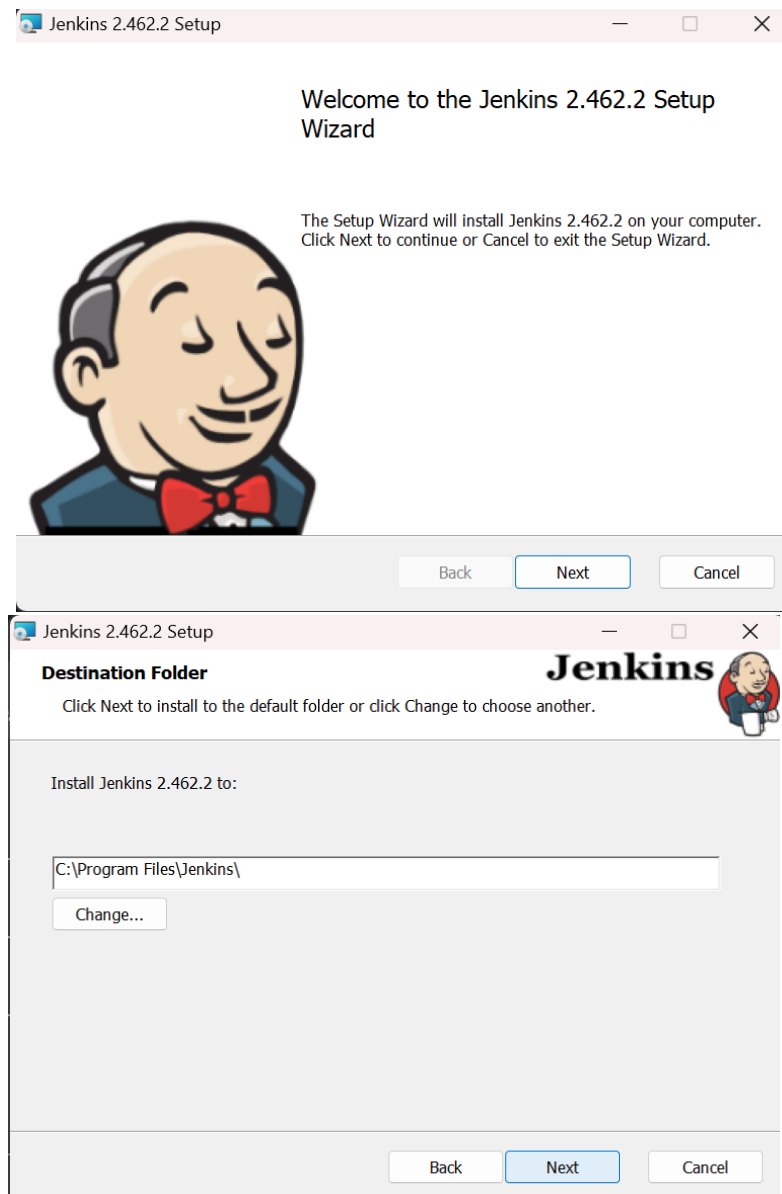 Jenkins 2.462.2 Setup
Welcome to the Jenkins 2.462.2 Setup
Wizard
The Setup Wizard will install Jenkins 2.462.2 on your computer.
Click Next to continue or Cancel to exit the Setup Wizard.
Back Next Cancel
Jenkins 2.462.2 Setup
Destination Folder
Jenkins
Click Next to install to the default folder or click Change to choose another.
Install Jenkins 2.462.2 to:
C:\Program Files\Jenkins\
Change...
Back Next Cancel